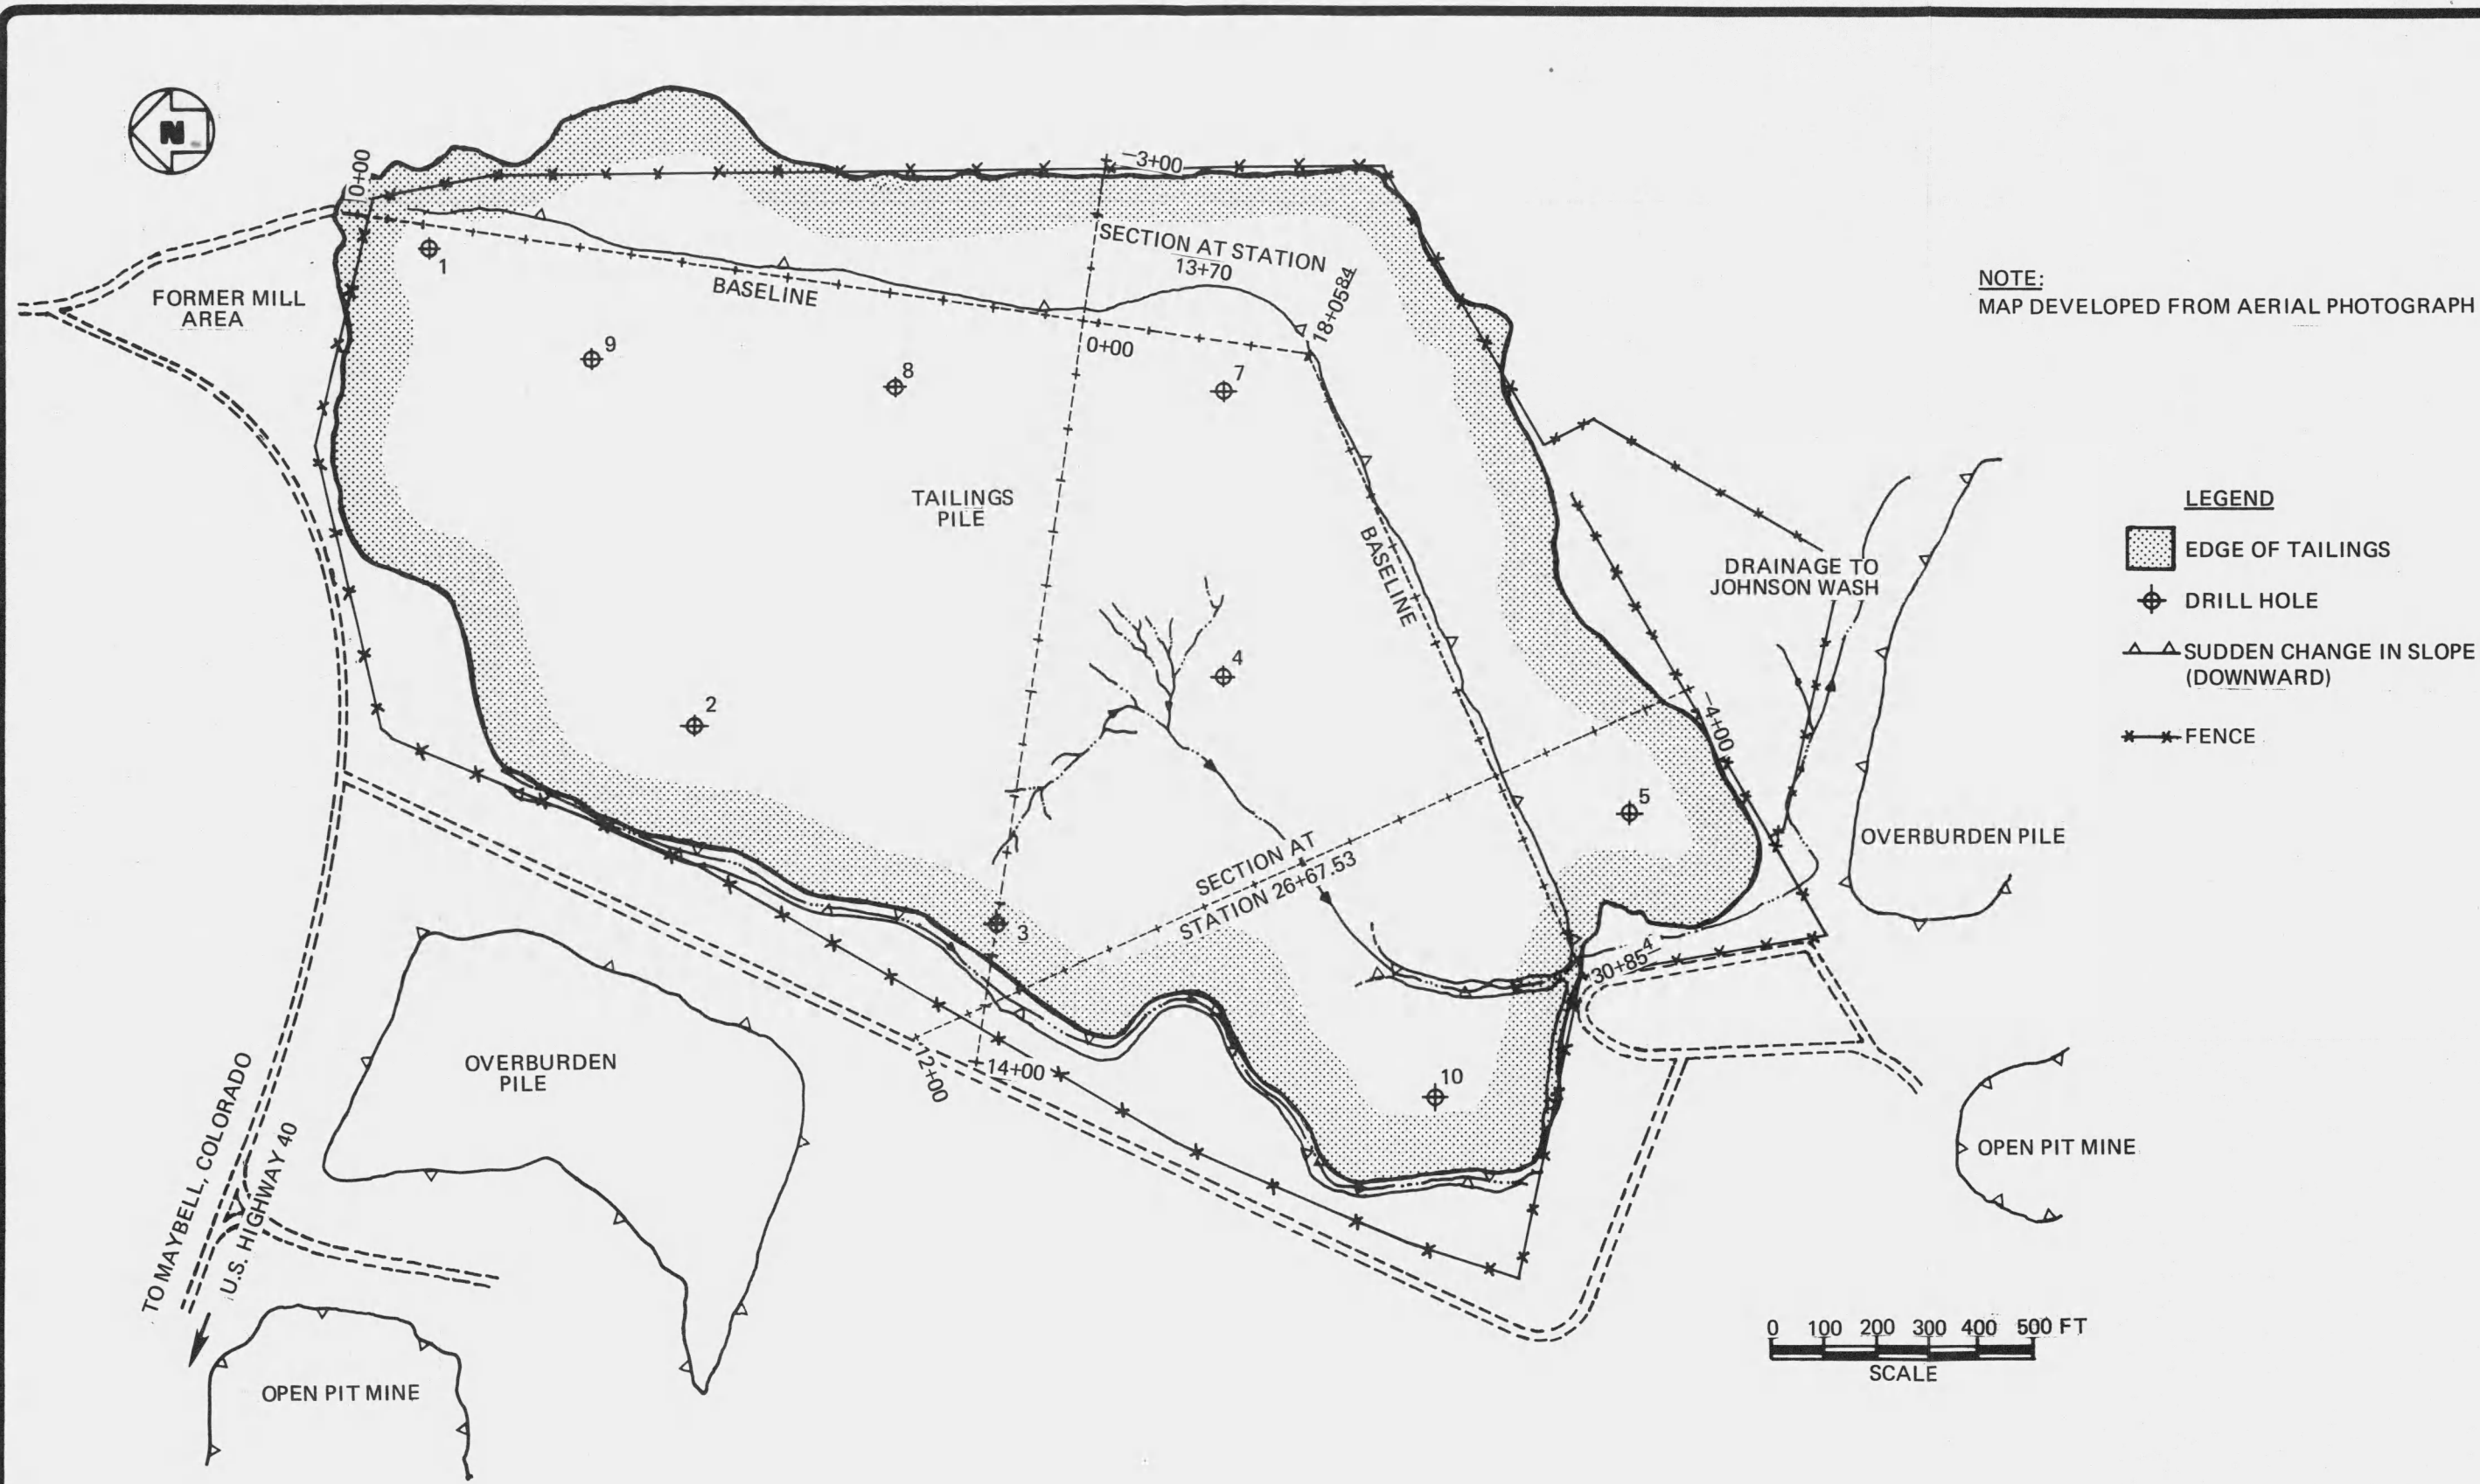 N
0+00
-3+00
SECTION AT STATION
13+70
18+0584
BASELINE
0+00
FORMER MILL
AREA
1
9
8
7
NOTE:
MAP DEVELOPED FROM AERIAL PHOTOGRAPH
TAILINGS
PILE
BASELINE
DRAINAGE TO
JOHNSON WASH
LEGEND
EDGE OF TAILINGS
DRILL HOLE
SUDDEN CHANGE IN SLOPE
(DOWNWARD)
FENCE
2
4
-4+00
5
SECTION AT
STATION 26+67.53
3
30+854
OVERBURDEN PILE
OVERBURDEN
PILE
12+00
14+00
10
OPEN PIT MINE
TO MAYBELL, COLORADO
U.S. HIGHWAY 40
OPEN PIT MINE
0 100 200 300 400 500 FT
SCALE